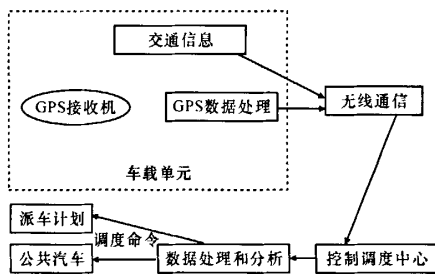 交通信息
GPS接收机
GPS数据处理
无线通信
车载单元
派车计划
调度命令
公共汽车
数据处理和分析
控制调度中心